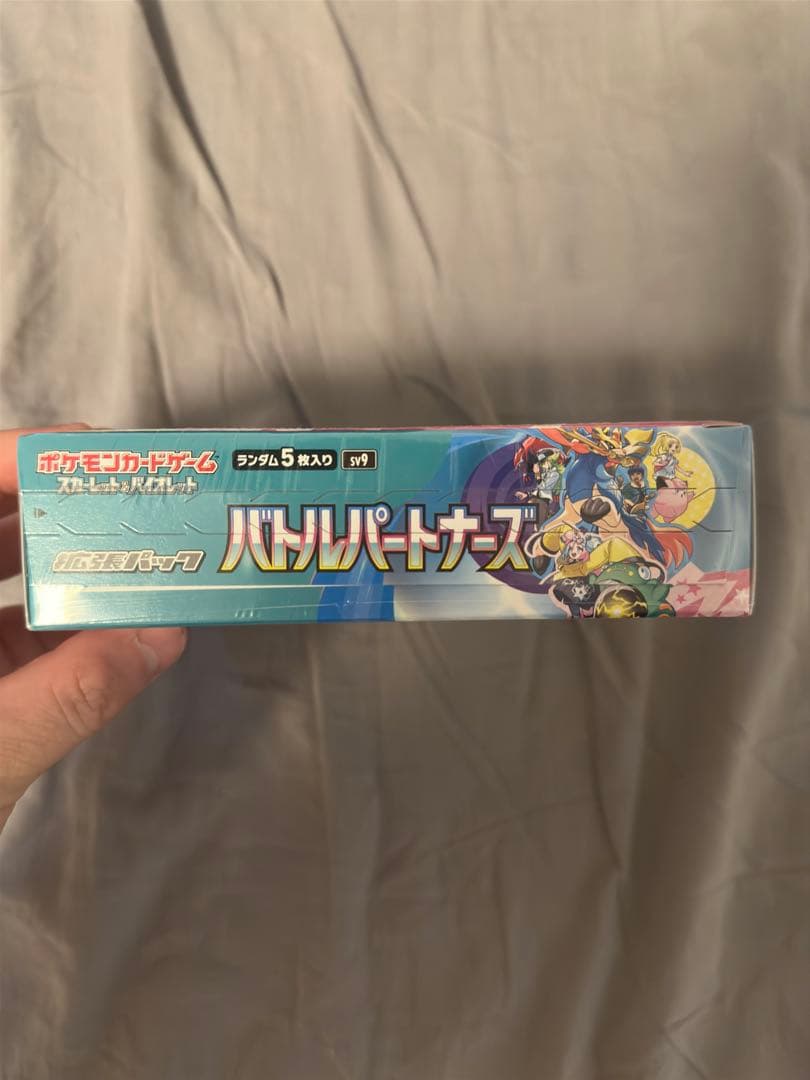 ポケモンカードゲーム
スカーレット&バイオレット
ランダム5枚入り
sv9
拡張パック
バトルパートナーズ